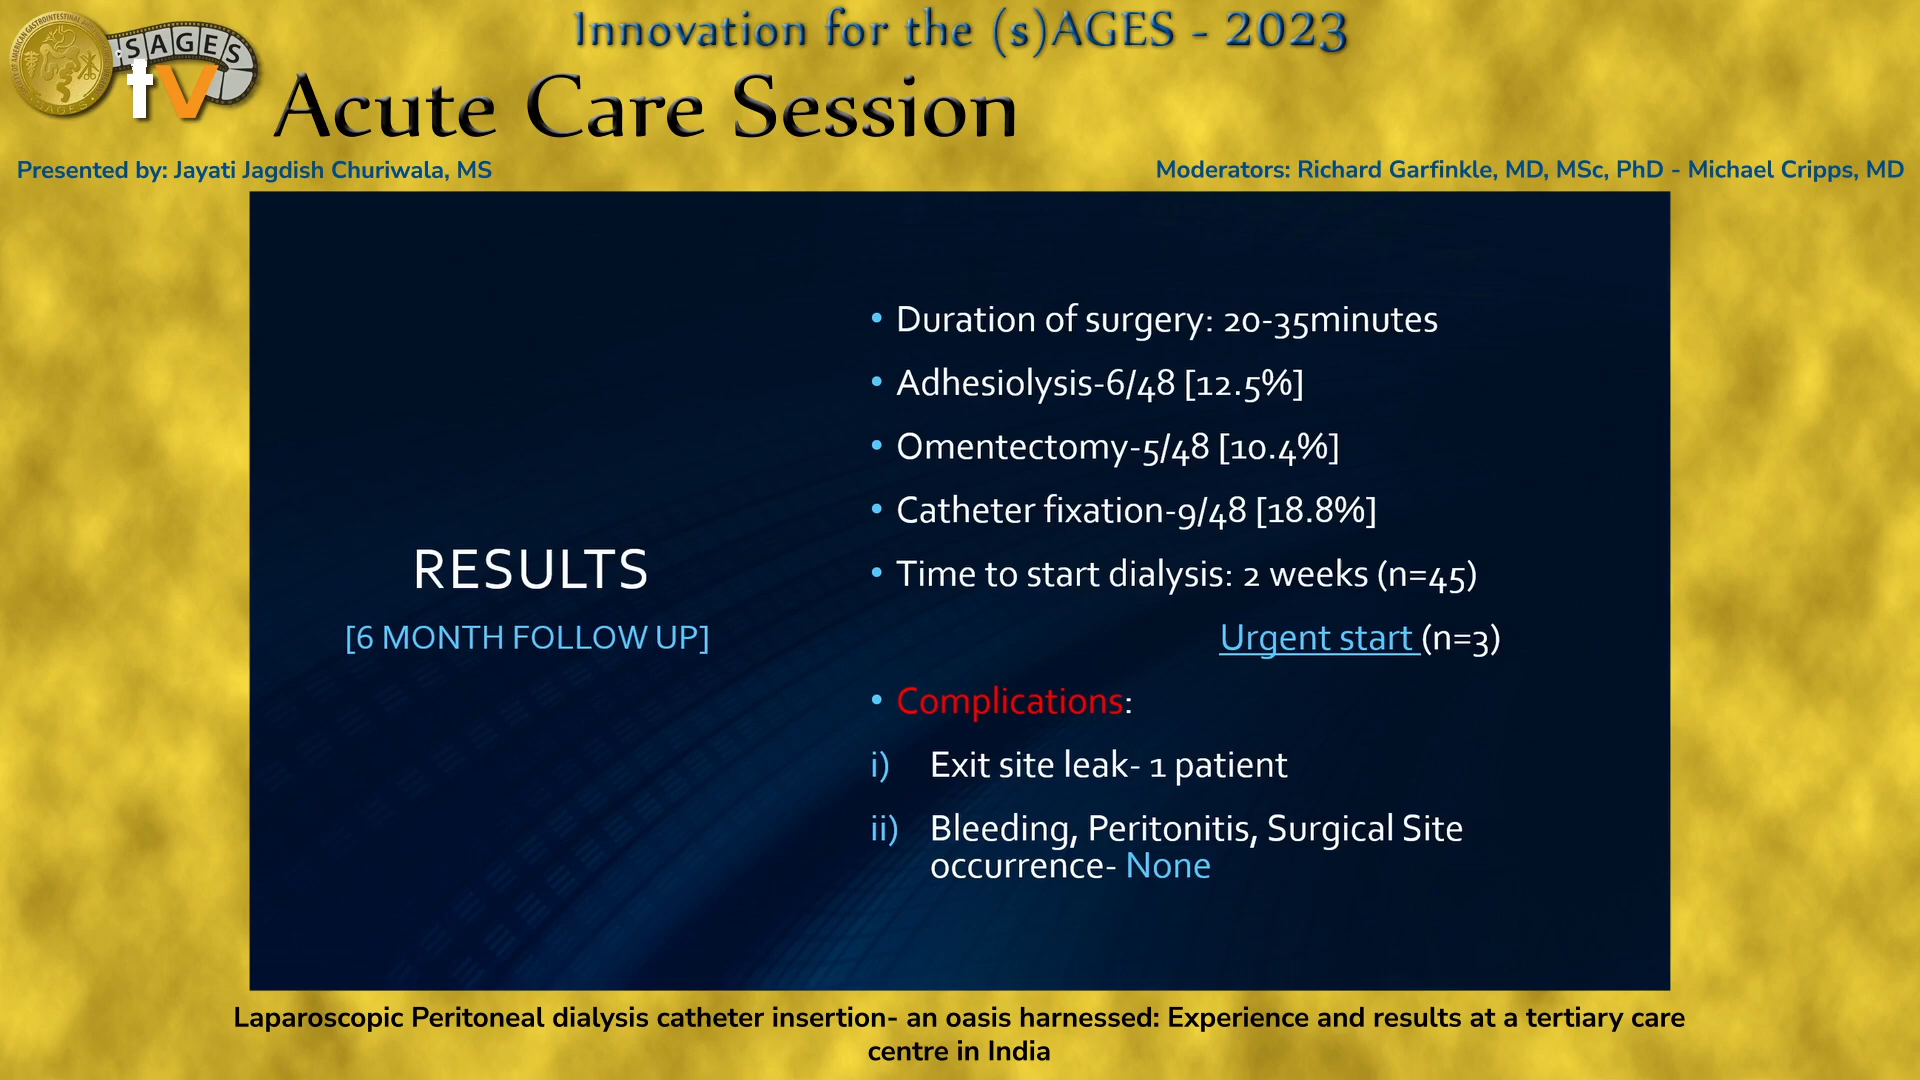 Innovation for the (s)AGES - 2023
SAGES
tv
Acute Care Session
Presented by: Jayati Jagdish Churiwala, MS
Moderators: Richard Garfinkle, MD, MSc, PhD - Michael Cripps, MD
RESULTS
[6 MONTH FOLLOW UP]
• Duration of surgery: 20-35minutes
• Adhesiolysis-6/48 [12.5%]
• Omentectomy-5/48 [10.4%]
• Catheter fixation-9/48 [18.8%]
• Time to start dialysis: 2 weeks (n=45)
Urgent start (n=3)
• Complications:
i) Exit site leak- 1 patient
ii) Bleeding, Peritonitis, Surgical Site
occurrence- None
Laparoscopic Peritoneal dialysis catheter insertion- an oasis harnessed: Experience and results at a tertiary care
centre in India